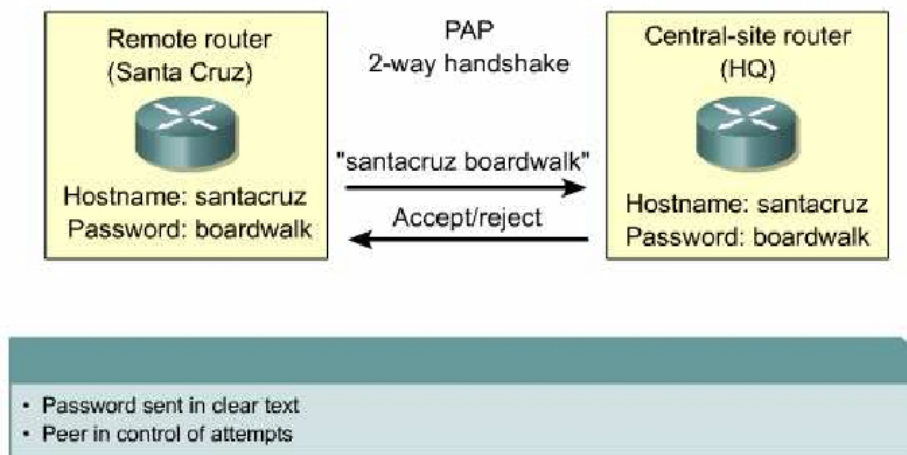 Remote router
(Santa Cruz)
Hostname: santacruz
Password: boardwalk
PAP
2-way handshake
"santacruz boardwalk"
Accept/reject
Central-site router
(HQ)
Hostname: santacruz
Password: boardwalk
• Password sent in clear text
• Peer in control of attempts